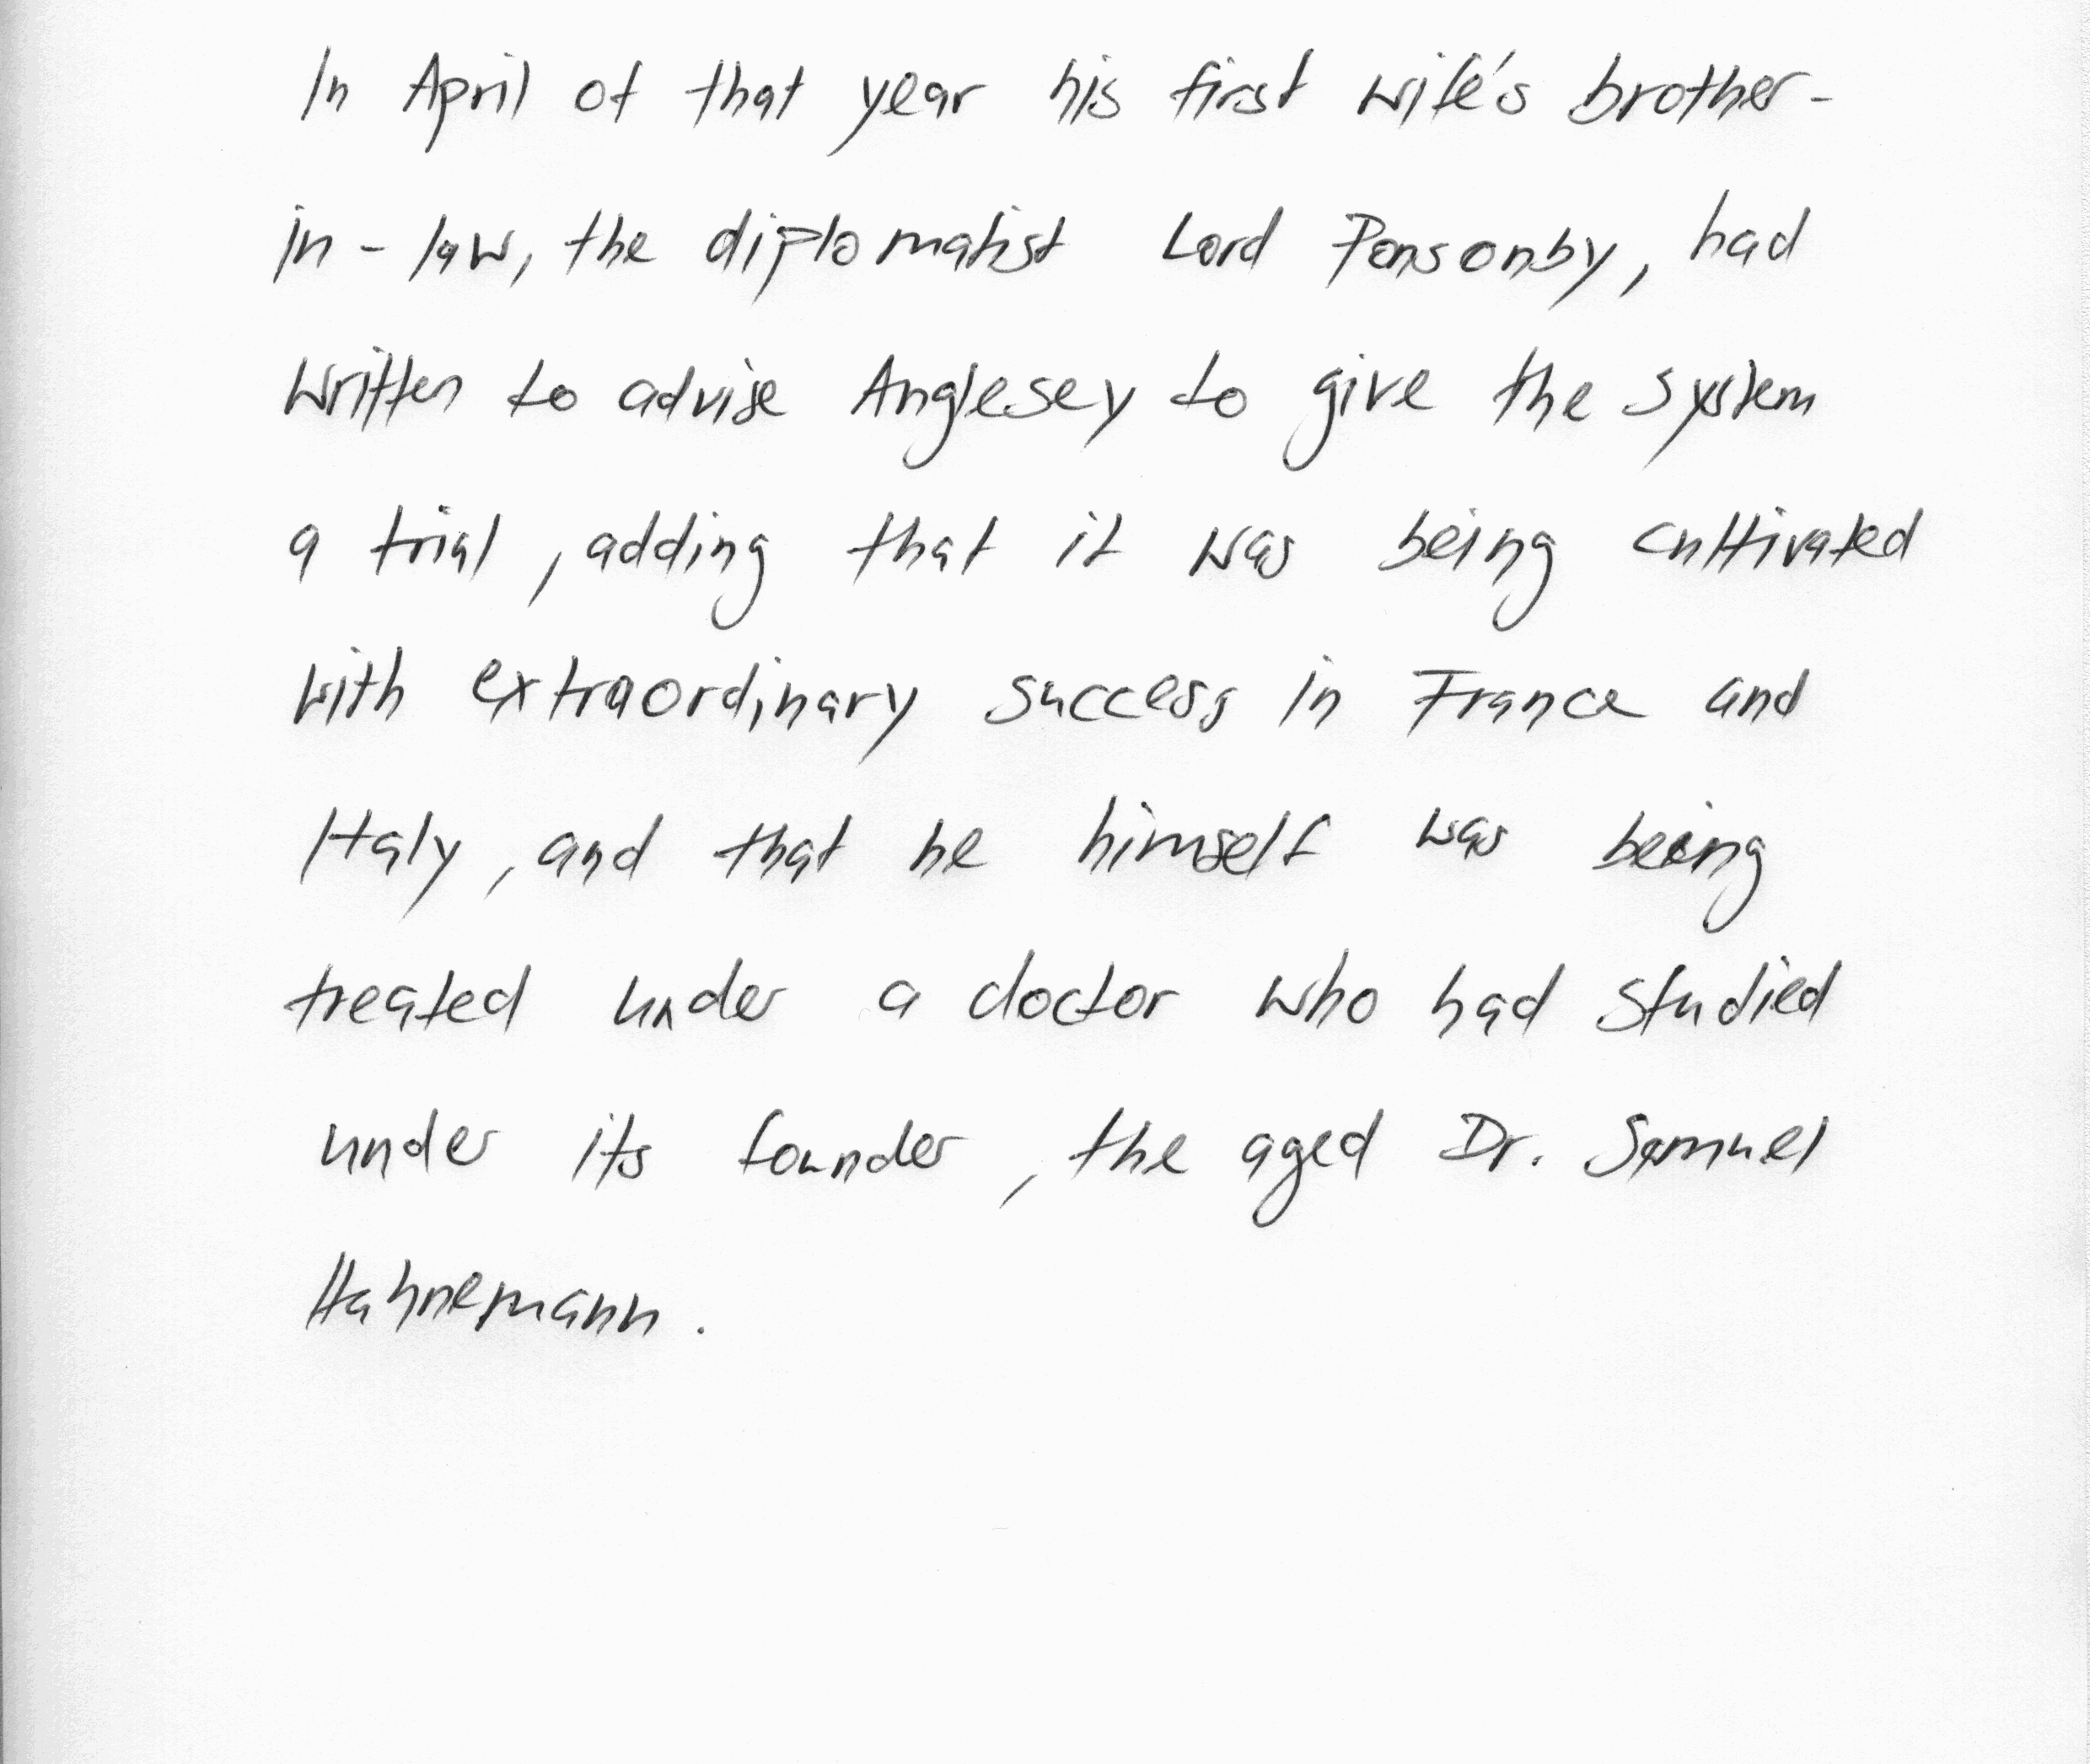 In April of that year his first wife's brother-
in-law, the diplomatist Lord Ponsonby, had
written to advise Anglesey to give the system
a trial, adding that it was being cultivated
with extraordinary success in France and
Italy, and that he himself was being
treated under a doctor who had studied
under its founder, the aged Dr. Samuel
Hahnemann.